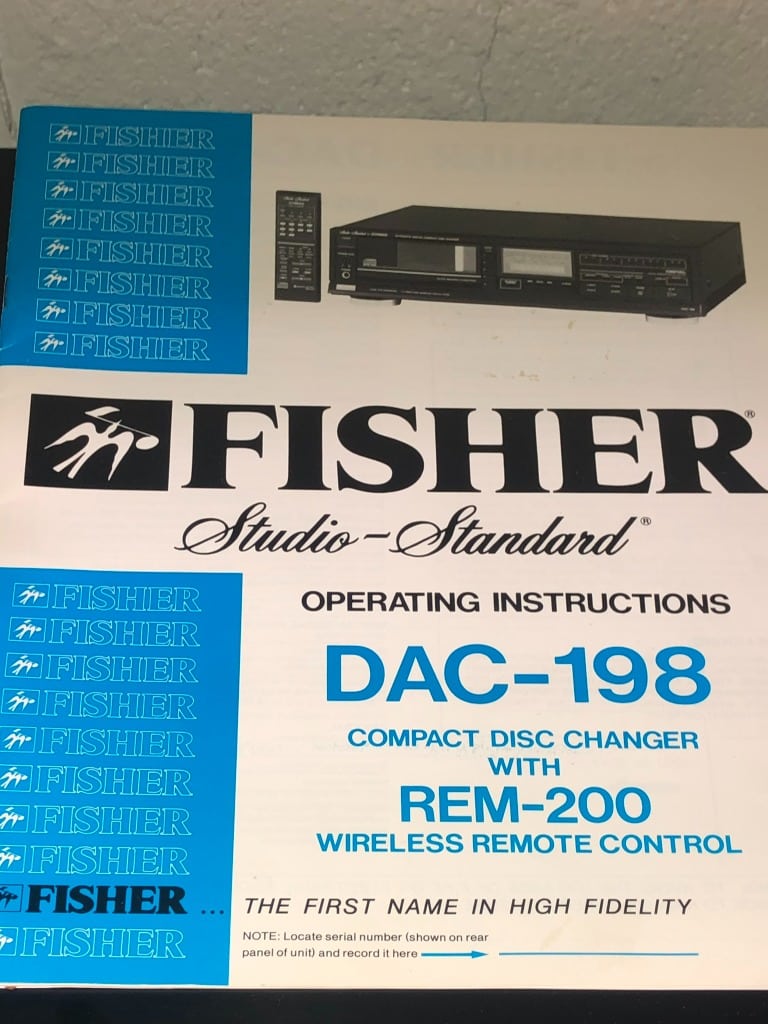 FISHER
FISHER
FISHER
FISHER
FISHER
FISHER
FISHER
FISHER
FISHER®
Studio-Standard®
FISHER
FISHER
FISHER
FISHER
FISHER
FISHER
FISHER
FISHER
OPERATING INSTRUCTIONS
DAC-198
COMPACT DISC CHANGER
WITH
REM-200
WIRELESS REMOTE CONTROL
FISHER ... THE FIRST NAME IN HIGH FIDELITY
FISHER
NOTE: Locate serial number (shown on rear
panel of unit) and record it here